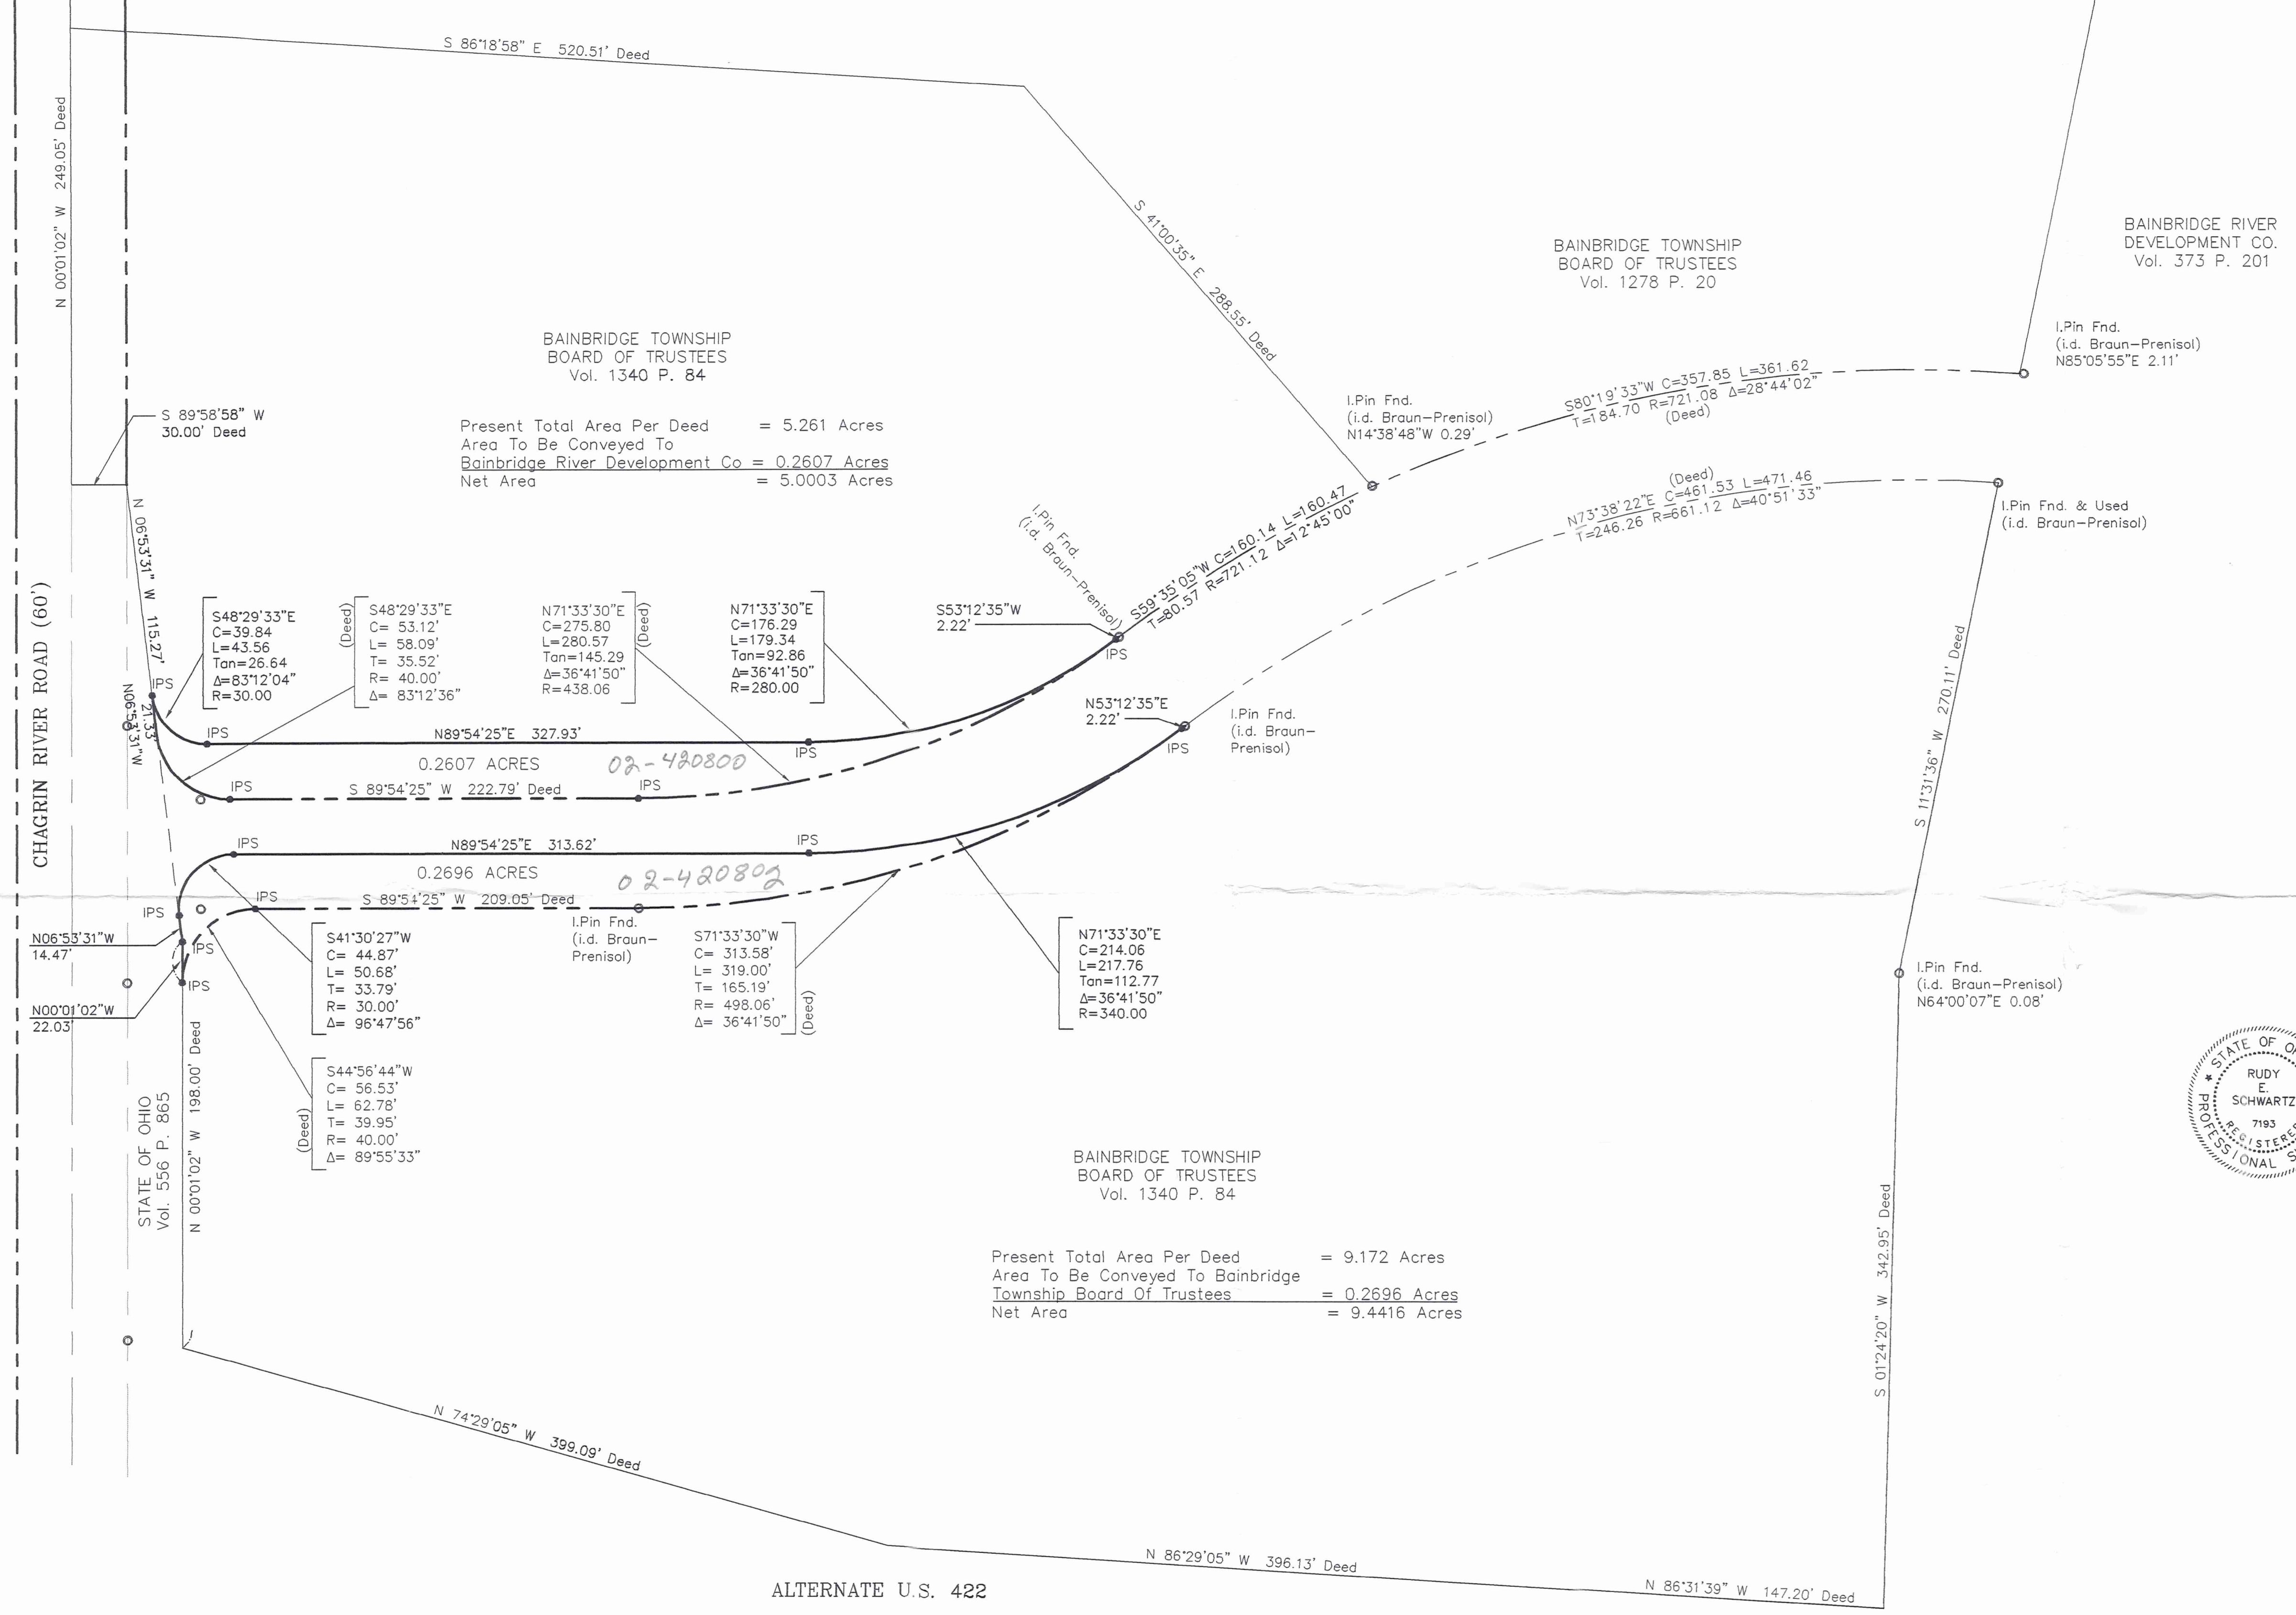 S 86°18'58" E 520.51' Deed
N 00°01'02" W 249.05' Deed
S 41°00'35" E 288.55' Deed
BAINBRIDGE TOWNSHIP
BOARD OF TRUSTEES
Vol. 1278 P. 20
BAINBRIDGE RIVER
DEVELOPMENT CO.
Vol. 373 P. 201
I.Pin Fnd.
(i.d. Braun-Prenisol)
N85°05'55"E 2.11'
BAINBRIDGE TOWNSHIP
BOARD OF TRUSTEES
Vol. 1340 P. 84
Present Total Area Per Deed = 5.261 Acres
Area To Be Conveyed To
Bainbridge River Development Co = 0.2607 Acres
Net Area = 5.0003 Acres
S 89°58'58" W
30.00' Deed
I.Pin Fnd.
(i.d. Braun-Prenisol)
N14°38'48"W 0.29'
S80°19'33"W C=357.85 L=361.62
T=184.70 R=721.08 Δ=28°44'02"
(Deed)
(Deed)
N73°38'22"E C=461.53 L=471.46
T=246.26 R=661.12 Δ=40°51'33"
I.Pin Fnd. & Used
(i.d. Braun-Prenisol)
N 06°53'31" W 115.27'
I.Pin Fnd.
(i.d. Braun-Prenisol)
S59°35'05"W C=160.14 L=160.47
T=80.57 R=721.12 Δ=12°45'00"
CHAGRIN RIVER ROAD (60')
S48°29'33"E
C=39.84
L=43.56
Tan=26.64
Δ=83°12'04"
R=30.00
(Deed)
S48°29'33"E
C= 53.12'
L= 58.09'
T= 35.52'
R= 40.00'
Δ= 83°12'36"
N71°33'30"E
C=275.80
L=280.57
Tan=145.29
Δ=36°41'50"
R=438.06
(Deed)
N71°33'30"E
C=176.29
L=179.34
Tan=92.86
Δ=36°41'50"
R=280.00
S53°12'35"W
2.22'
IPS
S 11°31'36" W 270.11' Deed
IPS
N06°53'31"W
21.33'
N53°12'35"E
2.22'
IPS
I.Pin Fnd.
(i.d. Braun-
Prenisol)
IPS
N89°54'25"E 327.93'
IPS
0.2607 ACRES
02-420800
IPS
S 89°54'25" W 222.79' Deed
IPS
IPS
N89°54'25"E 313.62'
IPS
0.2696 ACRES
02-420802
IPS
S 89°54'25" W 209.05' Deed
IPS
N06°53'31"W
14.47'
IPS
IPS
N00°01'02"W
22.03'
I.Pin Fnd.
(i.d. Braun-
Prenisol)
S41°30'27"W
C= 44.87'
L= 50.68'
T= 33.79'
R= 30.00'
Δ= 96°47'56"
S71°33'30"W
C= 313.58'
L= 319.00'
T= 165.19'
R= 498.06'
Δ= 36°41'50"
(Deed)
N71°33'30"E
C=214.06
L=217.76
Tan=112.77
Δ=36°41'50"
R=340.00
I.Pin Fnd.
(i.d. Braun-Prenisol)
N64°00'07"E 0.08'
STATE OF OHIO
Vol. 556 P. 865
N 00°01'02" W 198.00' Deed
(Deed)
S44°56'44"W
C= 56.53'
L= 62.78'
T= 39.95'
R= 40.00'
Δ= 89°55'33"
STATE OF
RUDY
E.
SCHWARTZ
7193
REGISTERE
PROFESSIONAL S
BAINBRIDGE TOWNSHIP
BOARD OF TRUSTEES
Vol. 1340 P. 84
Present Total Area Per Deed = 9.172 Acres
Area To Be Conveyed To Bainbridge
Township Board Of Trustees = 0.2696 Acres
Net Area = 9.4416 Acres
S 01°24'20" W 342.95' Deed
N 74°29'05" W 399.09' Deed
N 86°29'05" W 396.13' Deed
N 86°31'39" W 147.20' Deed
ALTERNATE U.S. 422